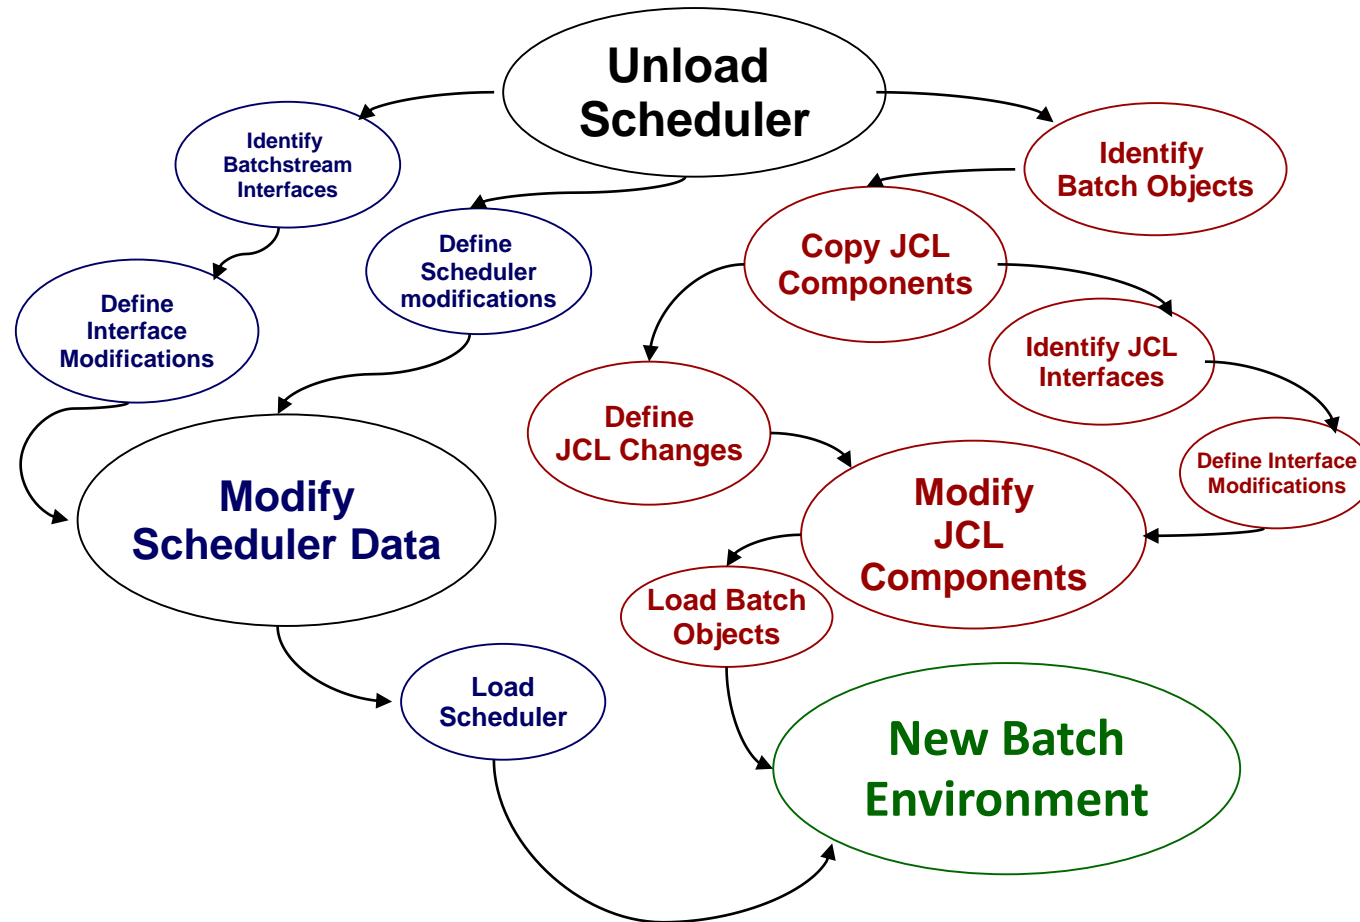 Unload
Scheduler
Identify
Batchstream
Interfaces
Identify
Batch Objects
Define
Scheduler
modifications
Copy JCL
Components
Define
Interface
Modifications
Identify JCL
Interfaces
Define
JCL Changes
Define Interface
Modifications
Modify
Scheduler Data
Modify
JCL
Components
Load Batch
Objects
Load
Scheduler
New Batch
Environment